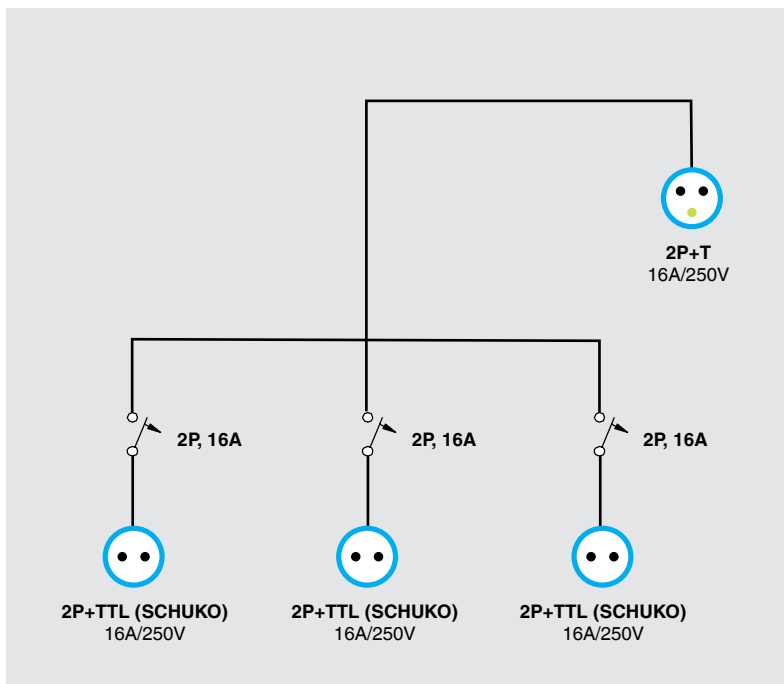 2P+T
16A/250V
2P, 16A
2P, 16A
2P, 16A
2P+TTL (SCHUKO)
16A/250V
2P+TTL (SCHUKO)
16A/250V
2P+TTL (SCHUKO)
16A/250V